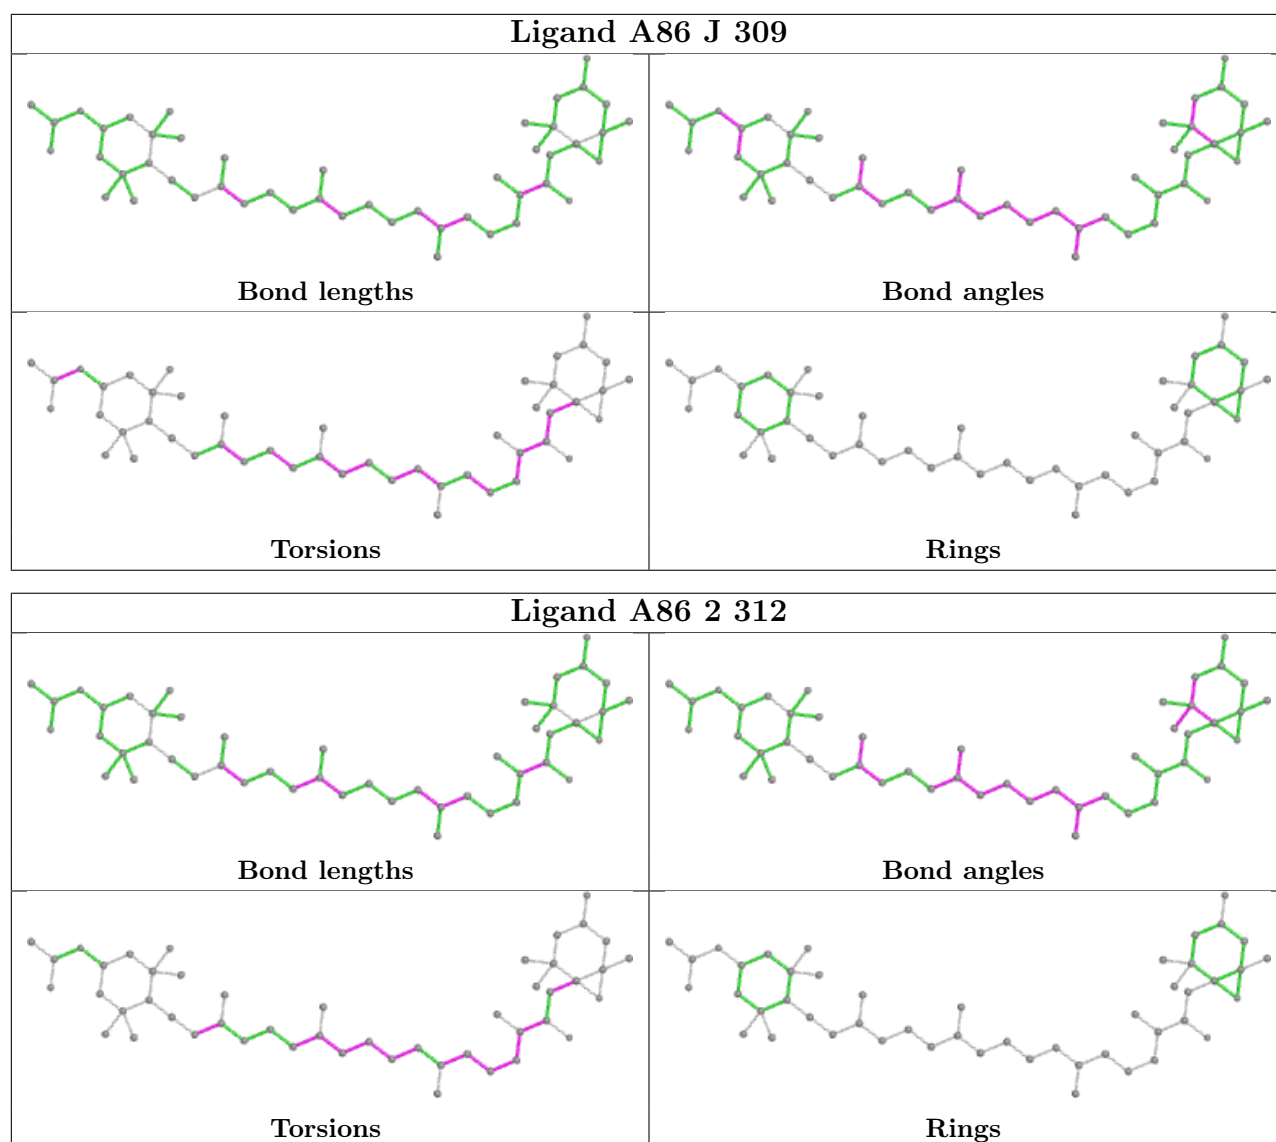 Ligand A86 J 309
Bond lengths
Bond angles
Torsions
Rings
Ligand A86 2 312
Bond lengths
Bond angles
Torsions
Rings